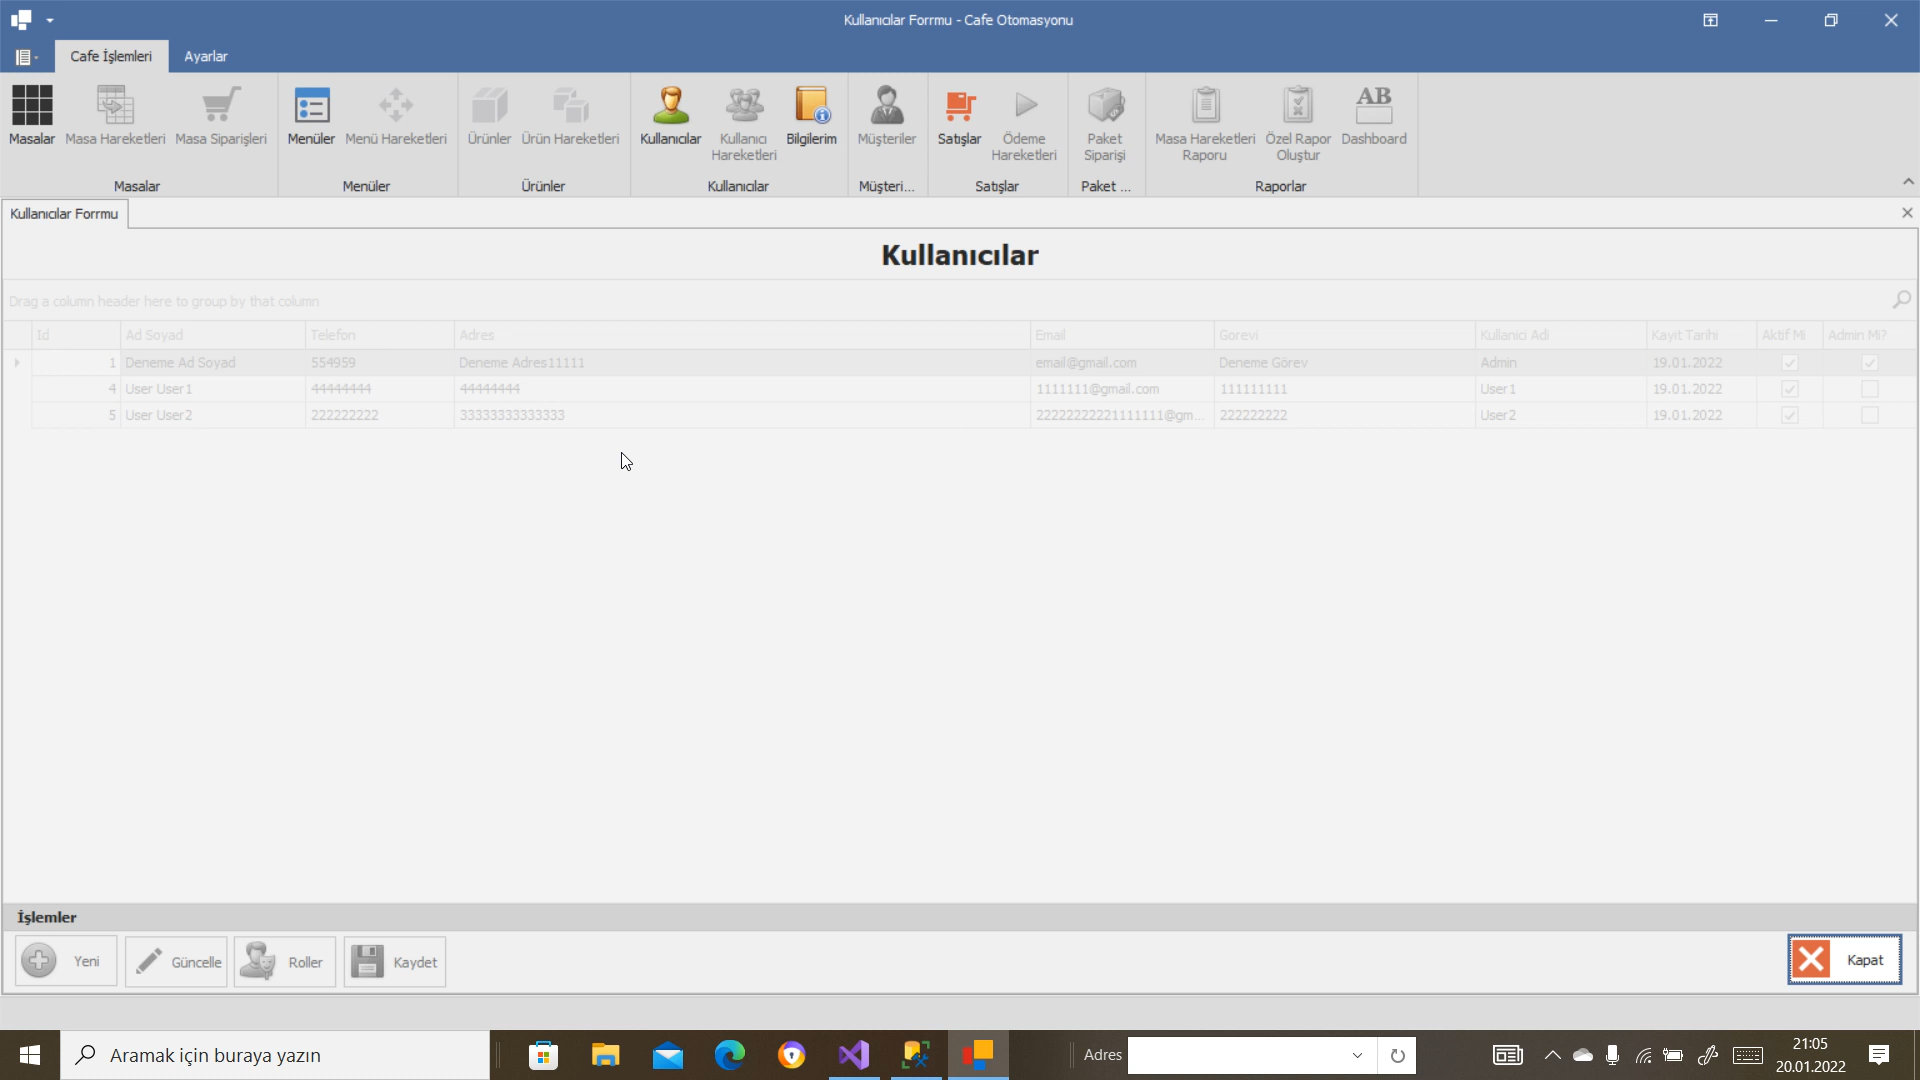 Kullanıcılar Forrmu - Cafe Otomasyonu
Cafe İşlemleri Ayarlar
Masalar Masa Hareketleri Masa Siparişleri Menüler Menü Hareketleri Ürünler Ürün Hareketleri Kullanıcılar Kullanıcı Hareketleri Bilgilerim Müşteriler Satışlar Ödeme Hareketleri Paket Siparişi Masa Hareketleri Raporu Özel Rapor Oluştur AB Dashboard
Masalar Menüler Ürünler Kullanıcılar Müşteri... Satışlar Paket ... Raporlar
Kullanıcılar Forrmu
Kullanıcılar
Drag a column header here to group by that column
Id Ad Soyad Telefon Adres Email Gorevi Kullanici Adi Kayit Tarihi Aktif Mi Admin Mi?
1 Deneme Ad Soyad 554959 Deneme Adres11111 email@gmail.com Deneme Görev Admin 19.01.2022
4 User User1 44444444 44444444 1111111@gmail.com 111111111 User1 19.01.2022
5 User User2 222222222 33333333333333 22222222221111111@gm... 222222222 User2 19.01.2022
İşlemler
Yeni Güncelle Roller Kaydet Kapat
Aramak için buraya yazın Adres 21:05
20.01.2022